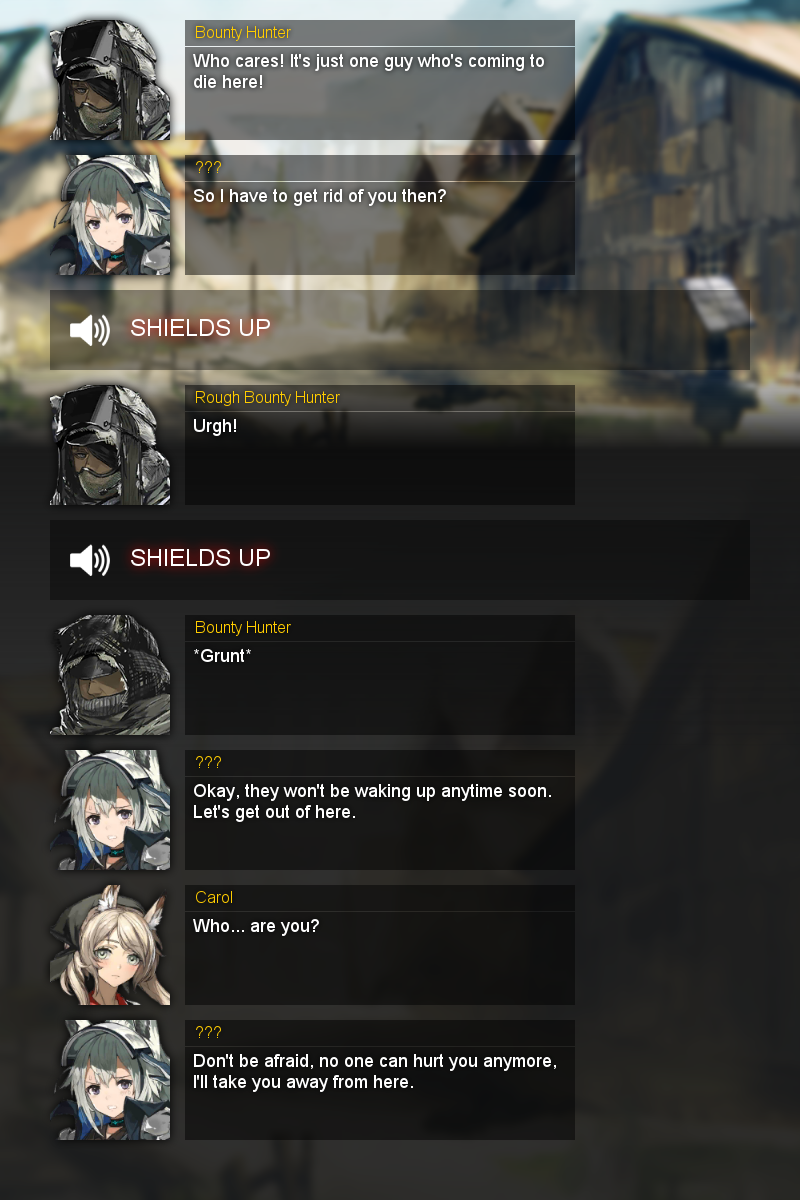 Bounty Hunter
Who cares! It's just one guy who's coming to
die here!
???
So I have to get rid of you then?
SHIELDS UP
Rough Bounty Hunter
Urgh!
SHIELDS UP
Bounty Hunter
*Grunt*
???
Okay, they won't be waking up anytime soon.
Let's get out of here.
Carol
Who... are you?
???
Don't be afraid, no one can hurt you anymore,
I'll take you away from here.